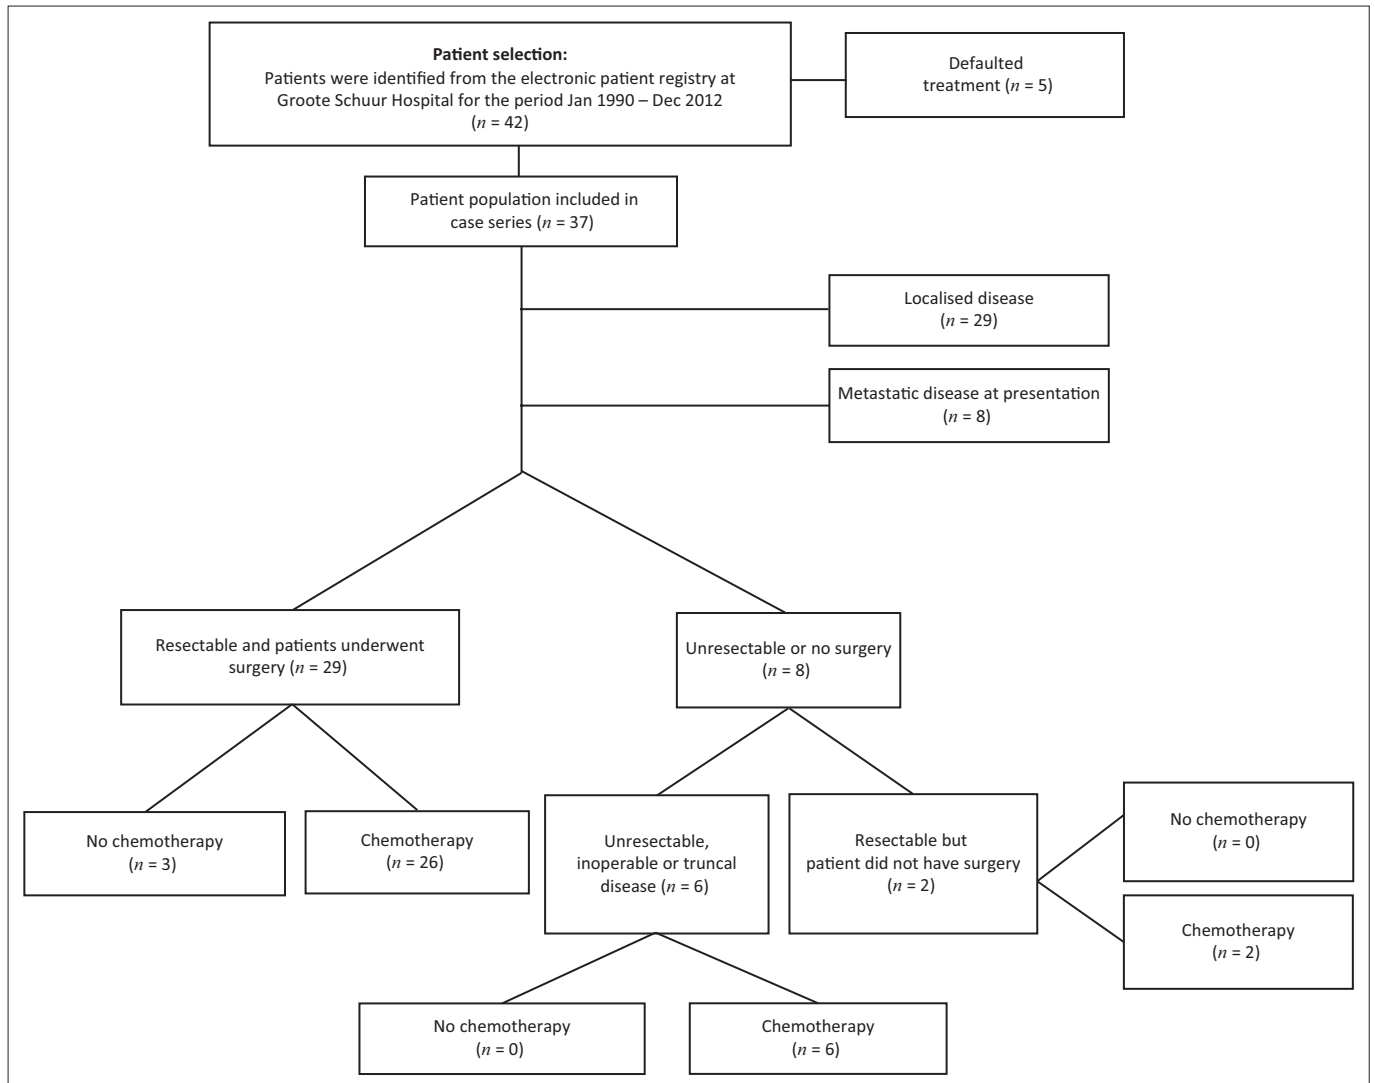 Patient selection:
Patients were identified from the electronic patient registry at
Groote Schuur Hospital for the period Jan 1990 – Dec 2012
(n = 42)
Defaulted
treatment (n = 5)
Patient population included in
case series (n = 37)
Localised disease
(n = 29)
Metastatic disease at presentation
(n = 8)
Resectable and patients underwent
surgery (n = 29)
Unresectable or no surgery
(n = 8)
No chemotherapy
(n = 3)
Chemotherapy
(n = 26)
Unresectable,
inoperable or truncal
disease (n = 6)
Resectable but
patient did not have surgery
(n = 2)
No chemotherapy
(n = 0)
Chemotherapy
(n = 2)
No chemotherapy
(n = 0)
Chemotherapy
(n = 6)